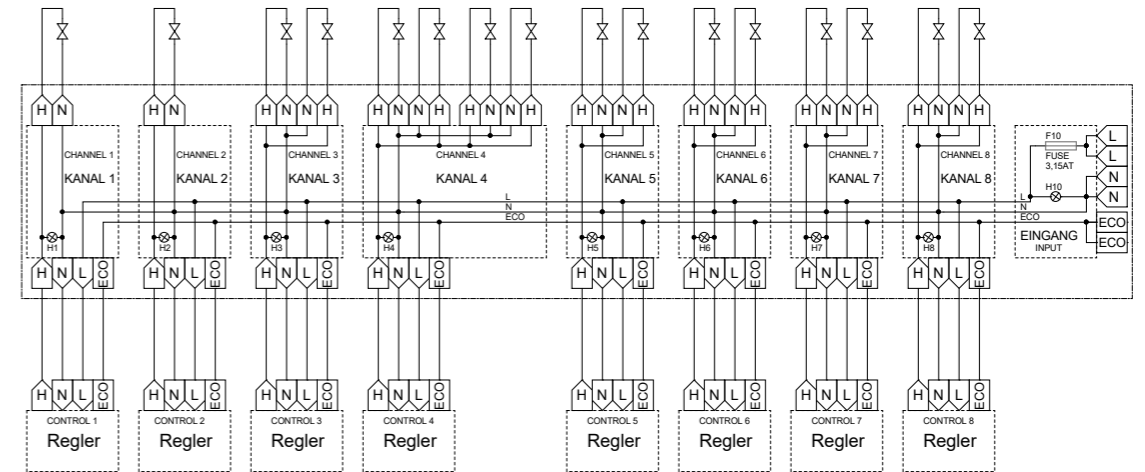 H N H N H N N H H N N H H N N H H N N H H N N H H N N H H N N H
CHANNEL 1 CHANNEL 2 CHANNEL 3 CHANNEL 4 CHANNEL 5 CHANNEL 6 CHANNEL 7 CHANNEL 8
KANAL 1 KANAL 2 KANAL 3 KANAL 4 KANAL 5 KANAL 6 KANAL 7 KANAL 8
F10
FUSE
3,15AT
L
L
N
N
H10
L L
N N
ECO ECO
ECO
ECO
EINGANG
INPUT
H1 H2 H3 H4 H5 H6 H7 H8
H N L ECO H N L ECO H N L ECO H N L ECO H N L ECO H N L ECO H N L ECO H N L ECO
H N L ECO H N L ECO H N L ECO H N L ECO H N L ECO H N L ECO H N L ECO H N L ECO
CONTROL 1 CONTROL 2 CONTROL 3 CONTROL 4 CONTROL 5 CONTROL 6 CONTROL 7 CONTROL 8
Regler Regler Regler Regler Regler Regler Regler Regler